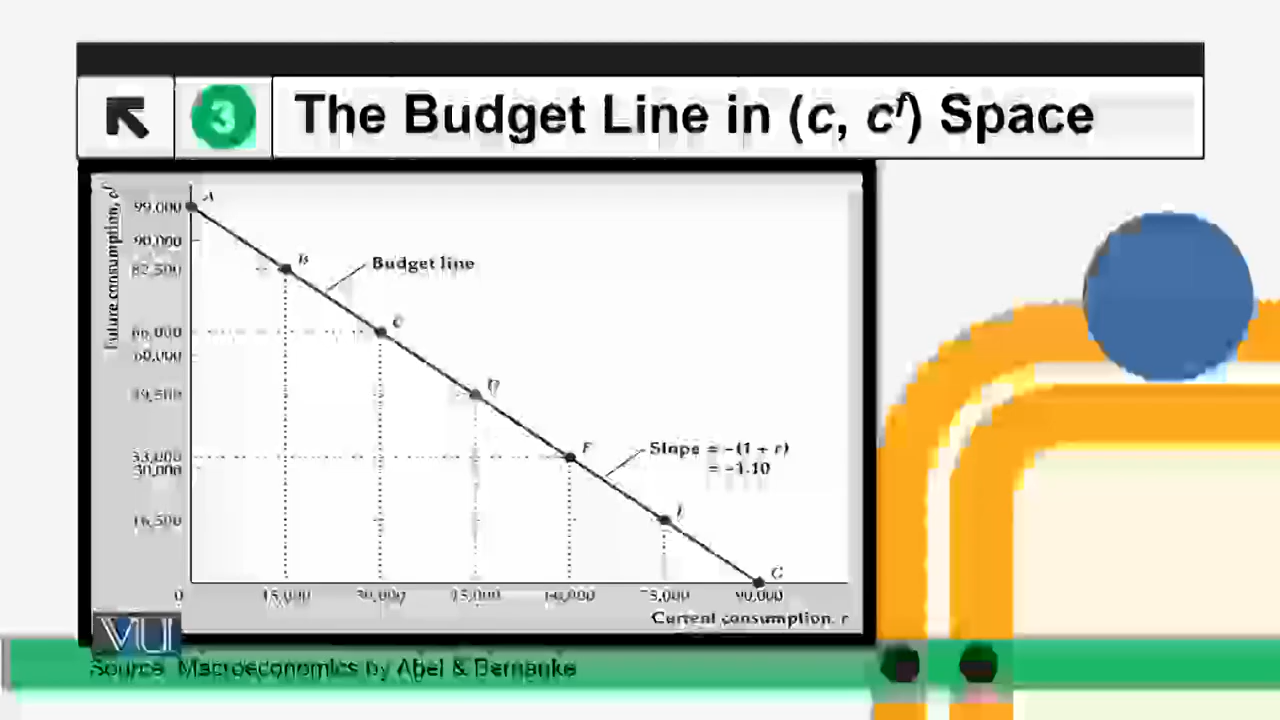 3
The Budget Line in (c, cᶠ) Space
Future consumption, cᶠ
99,000
90,000
82,500
66,000
60,000
49,500
33,000
30,000
16,500
A
B
C
D
E
G
Budget line
Slope = –(1 + r)
= –1.10
0
15,000
30,000
45,000
60,000
75,000
90,000
Current consumption, c
VU
Source: Macroeconomics by Abel & Bernanke